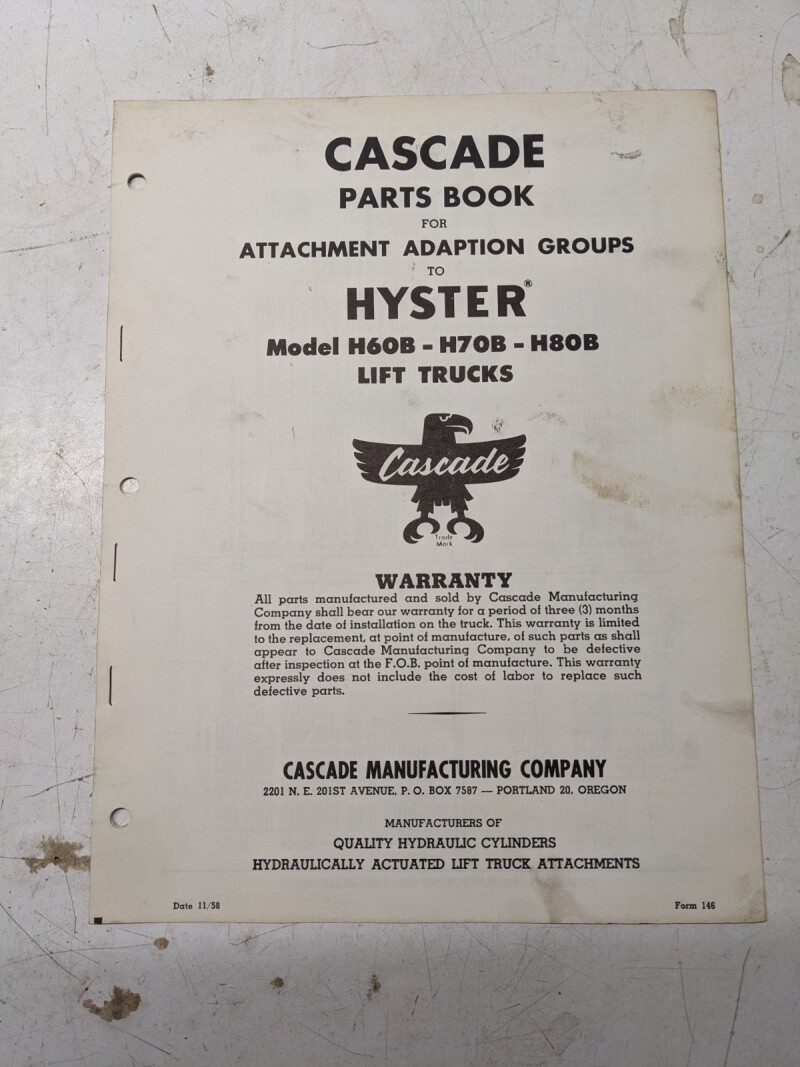 CASCADE
PARTS BOOK
FOR
ATTACHMENT ADAPTION GROUPS
TO
HYSTER®
Model H60B - H70B - H80B
LIFT TRUCKS
Cascade
Trade
Mark
WARRANTY
All parts manufactured and sold by Cascade Manufacturing
Company shall bear our warranty for a period of three (3) months
from the date of installation on the truck. This warranty is limited
to the replacement, at point of manufacture, of such parts as shall
appear to Cascade Manufacturing Company to be defective
after inspection at the F.O.B. point of manufacture. This warranty
expressly does not include the cost of labor to replace such
defective parts.
CASCADE MANUFACTURING COMPANY
2201 N. E. 201ST AVENUE, P. O. BOX 7587 — PORTLAND 20, OREGON
MANUFACTURERS OF
QUALITY HYDRAULIC CYLINDERS
HYDRAULICALLY ACTUATED LIFT TRUCK ATTACHMENTS
Date 11/58
Form 146